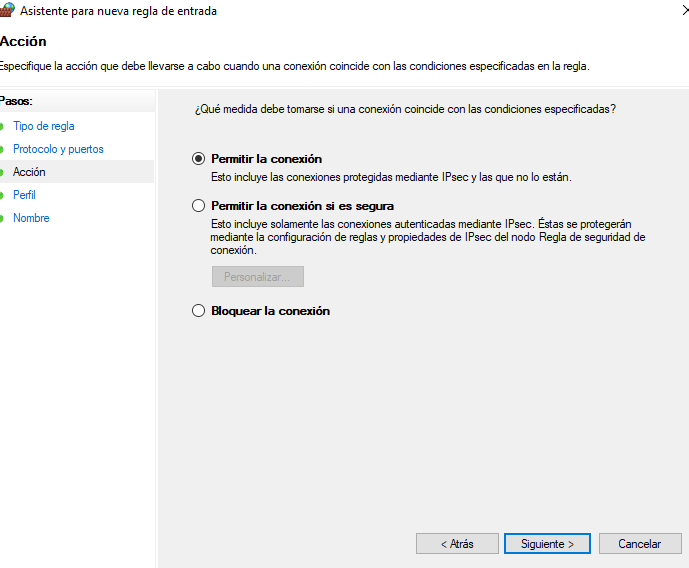 Asistente para nueva regla de entrada
Acción
Especifique la acción que debe llevarse a cabo cuando una conexión coincide con las condiciones especificadas en la regla.
Pasos:
Tipo de regla
Protocolo y puertos
Acción
Perfil
Nombre
¿Qué medida debe tomarse si una conexión coincide con las condiciones especificadas?
Permitir la conexión
Esto incluye las conexiones protegidas mediante IPsec y las que no lo están.
Permitir la conexión si es segura
Esto incluye solamente las conexiones autenticadas mediante IPsec. Éstas se protegerán
mediante la configuración de reglas y propiedades de IPsec del nodo Regla de seguridad de
conexión.
Personalizar...
Bloquear la conexión
< Atrás
Siguiente >
Cancelar